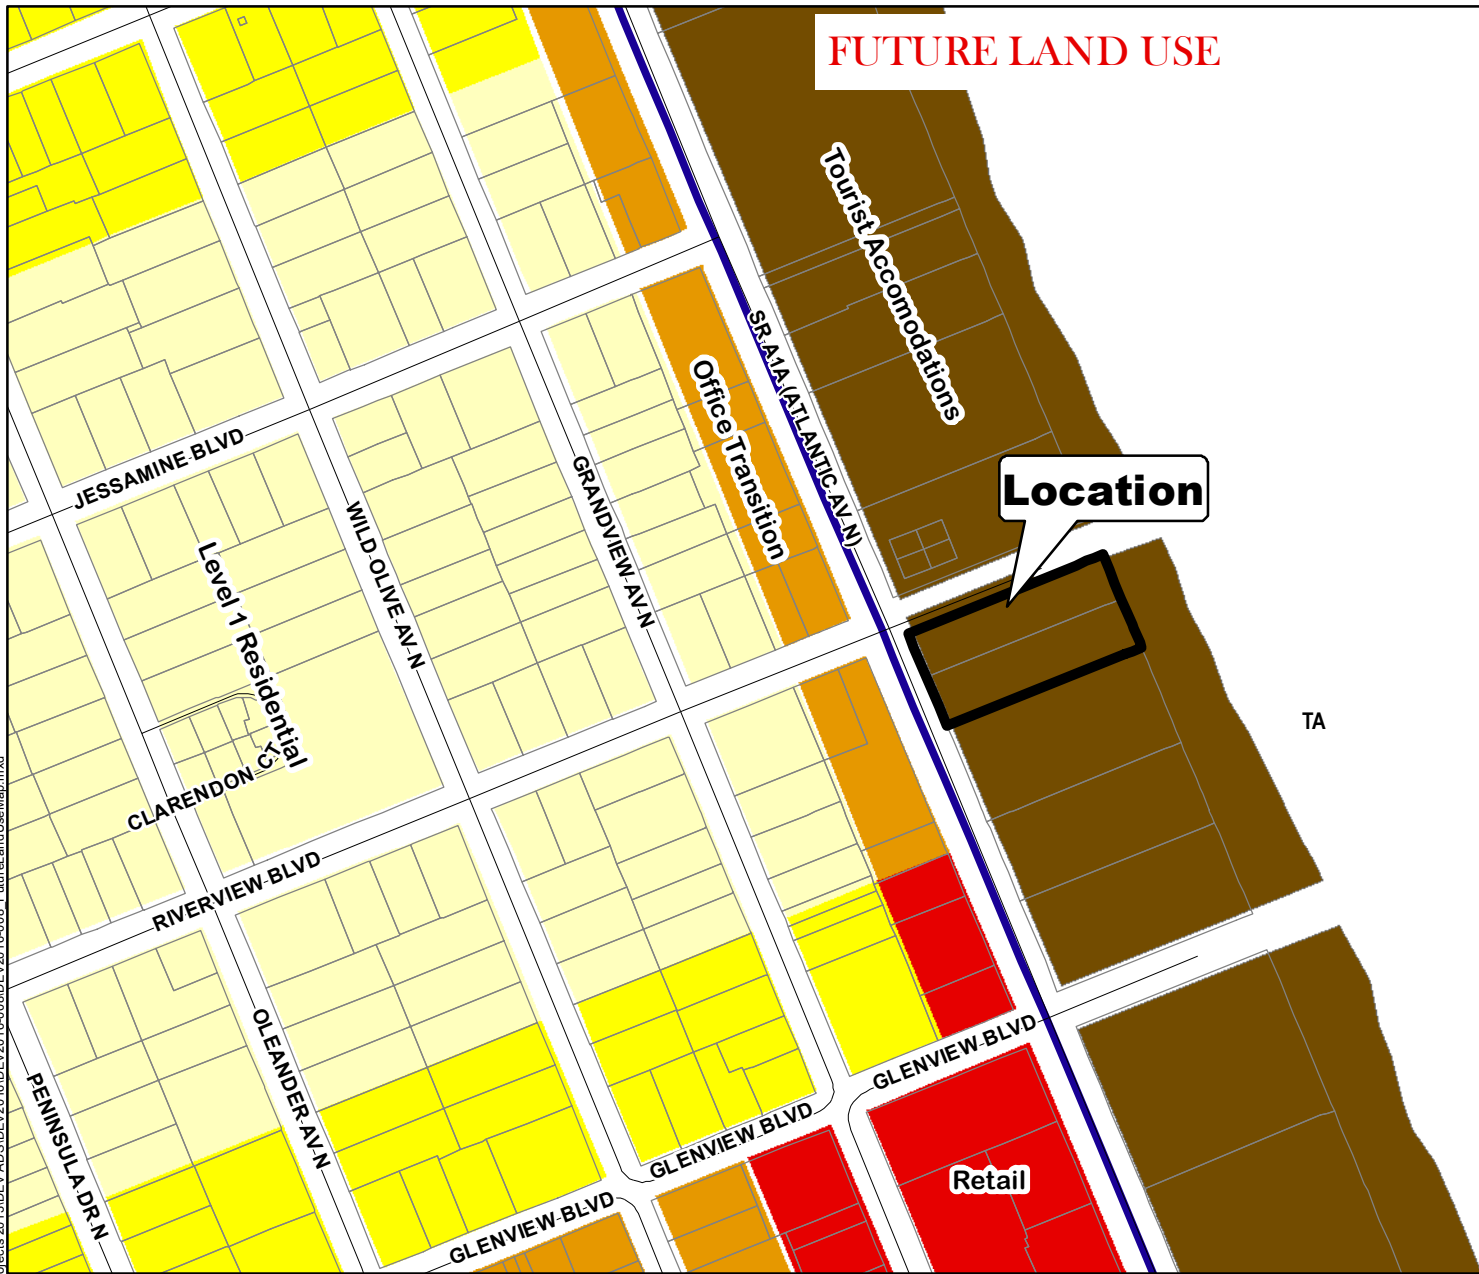 FUTURE LAND USE
Tourist Accomodations
SR A1A (ATLANTIC AV N)
Office Transition
Location
JESSAMINE BLVD
GRANDVIEW AV N
WILD OLIVE AV N
Level 1 Residential
TA
CLARENDON CT
RIVERVIEW BLVD
OLEANDER AV N
PENINSULA DR N
GLENVIEW BLVD
GLENVIEW BLVD
Retail
GLENVIEW BLVD